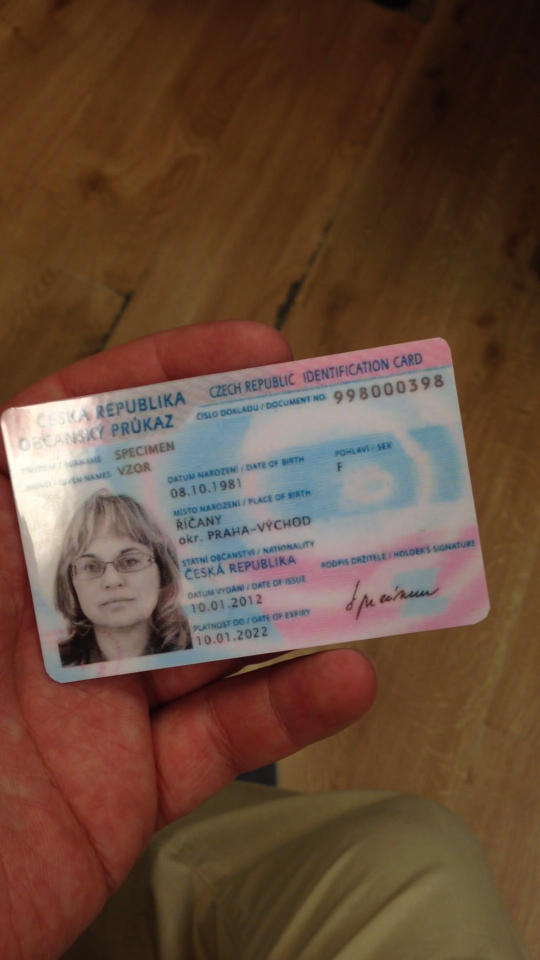 ČESKÁ REPUBLIKA
OBČANSKÝ PRŮKAZ
CZECH REPUBLIC IDENTIFICATION CARD
ČÍSLO DOKLADU / DOCUMENT NO. 998000398
PŘÍJMENÍ / SURNAME SPECIMEN
JMÉNO / GIVEN NAMES VZOR
DATUM NAROZENÍ / DATE OF BIRTH
08.10.1981
POHLAVÍ / SEX
F
MÍSTO NAROZENÍ / PLACE OF BIRTH
ŘÍČANY
okr. PRAHA–VÝCHOD
STÁTNÍ OBČANSTVÍ / NATIONALITY
ČESKÁ REPUBLIKA
DATUM VYDÁNÍ / DATE OF ISSUE
10.01.2012
PLATNOST DO / DATE OF EXPIRY
10.01.2022
PODPIS DRŽITELE / HOLDER'S SIGNATURE
Specimen